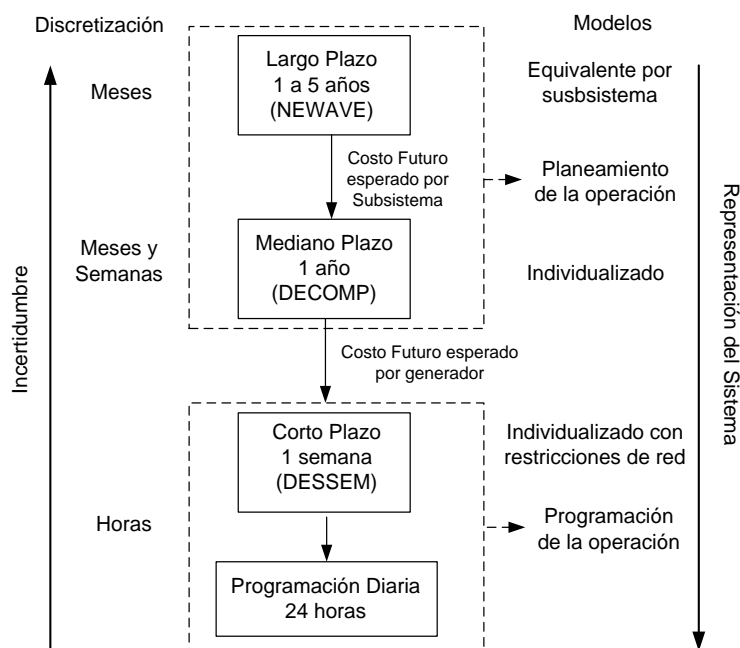 Discretización
Modelos
Largo Plazo
1 a 5 años
(NEWAVE)
Meses
Equivalente por
susbsistema
Costo Futuro
esperado por
Subsistema
Planeamiento
de la operación
Mediano Plazo
1 año
(DECOMP)
Meses y
Semanas
Individualizado
Incertidumbre
Representación del Sistema
Costo Futuro esperado
por generador
Corto Plazo
1 semana
(DESSEM)
Individualizado con
restricciones de red
Horas
Programación
de la operación
Programación Diaria
24 horas